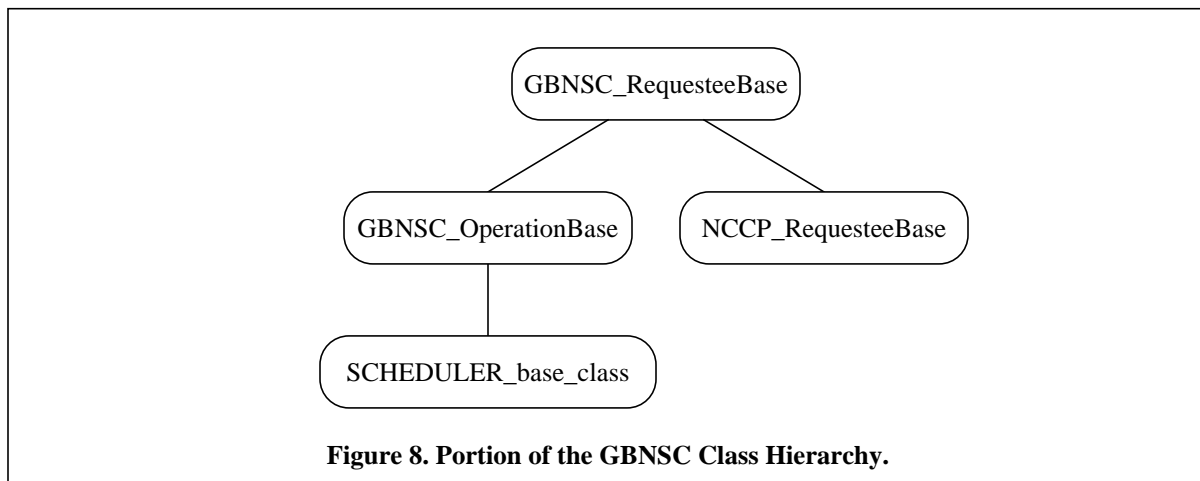 GBNSC_RequesteeBase
GBNSC_OperationBase
NCCP_RequesteeBase
SCHEDULER_base_class
Figure 8. Portion of the GBNSC Class Hierarchy.